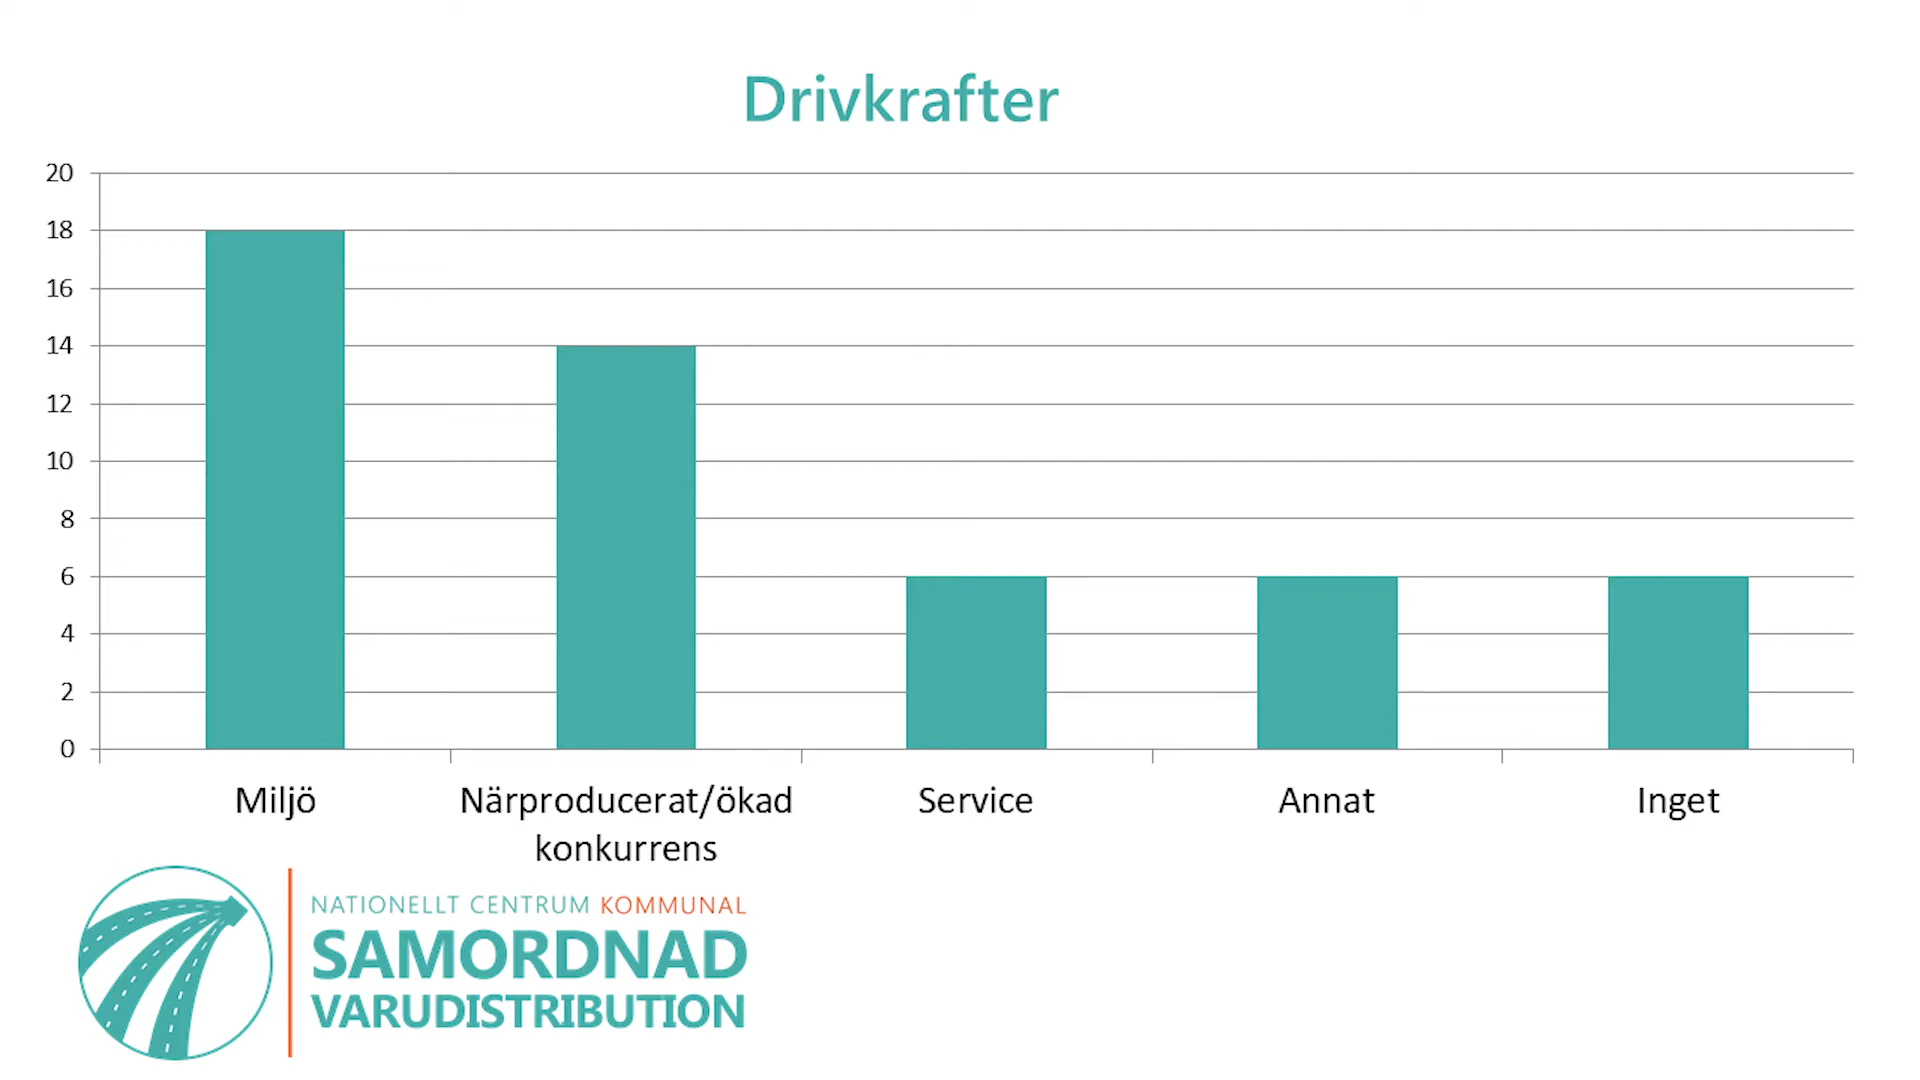 Drivkrafter
20
18
16
14
12
10
8
6
4
2
0
Miljö
Närproducerat/ökad
konkurrens
Service
Annat
Inget
NATIONELLT CENTRUM KOMMUNAL
SAMORDNAD
VARUDISTRIBUTION